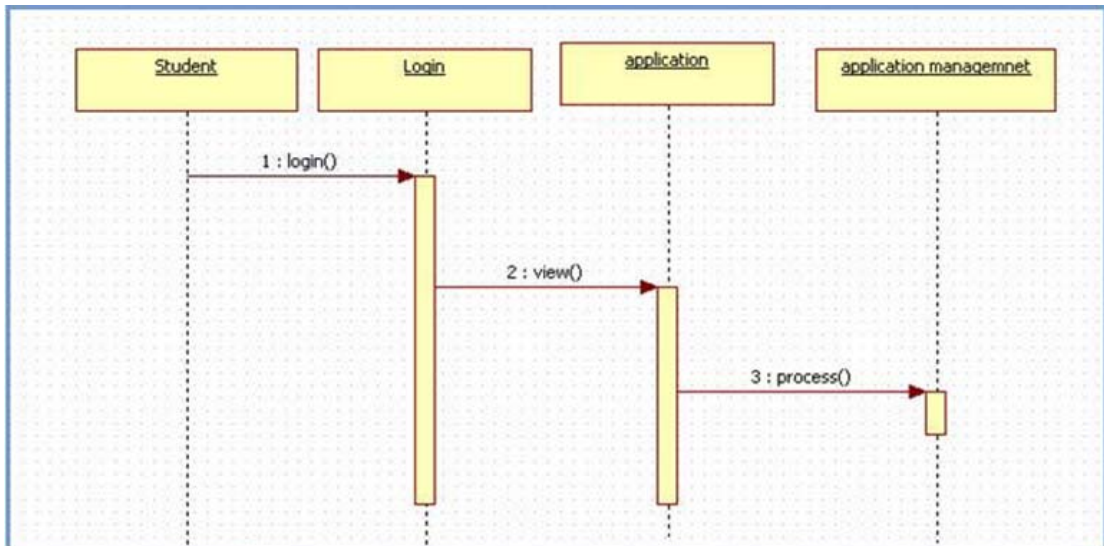 Student
Login
application
application managemnet
1 : login()
2 : view()
3 : process()